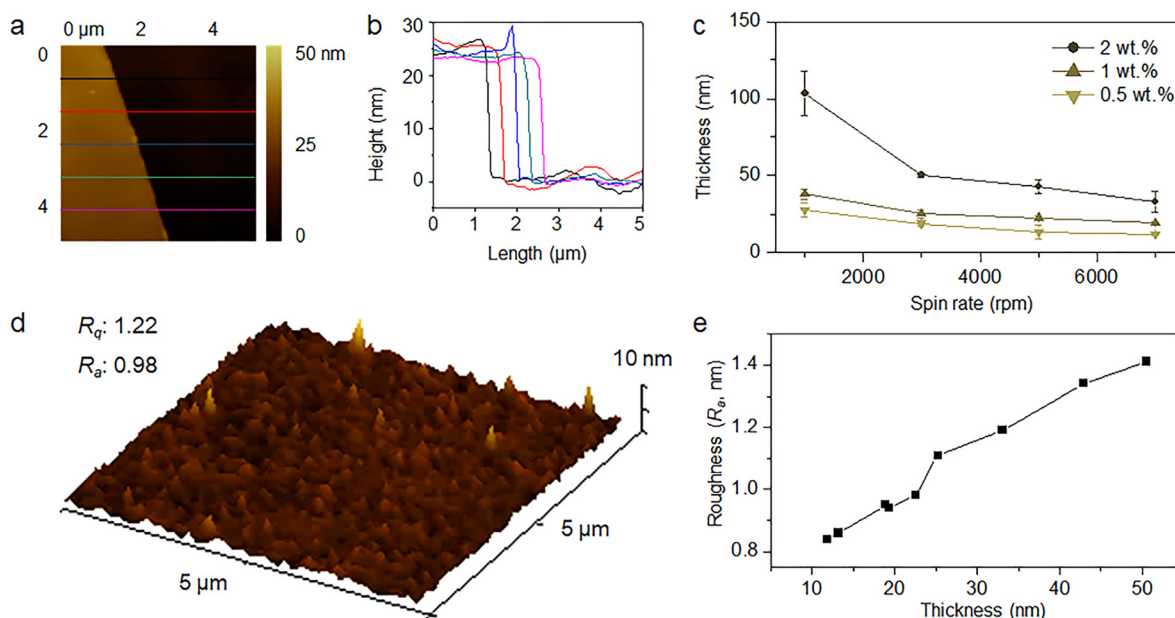 a
0 µm 2 4
0
2
4
50 nm
25
0
b
Height (nm)
30
20
10
0
0 1 2 3 4 5
Length (µm)
c
Thickness (nm)
150
100
50
0
2000 4000 6000
Spin rate (rpm)
2 wt.%
1 wt.%
0.5 wt.%
d
Rq: 1.22
Ra: 0.98
10 nm
5 µm
5 µm
e
Roughness (Ra, nm)
1.4
1.2
1.0
0.8
10 20 30 40 50
Thickness (nm)